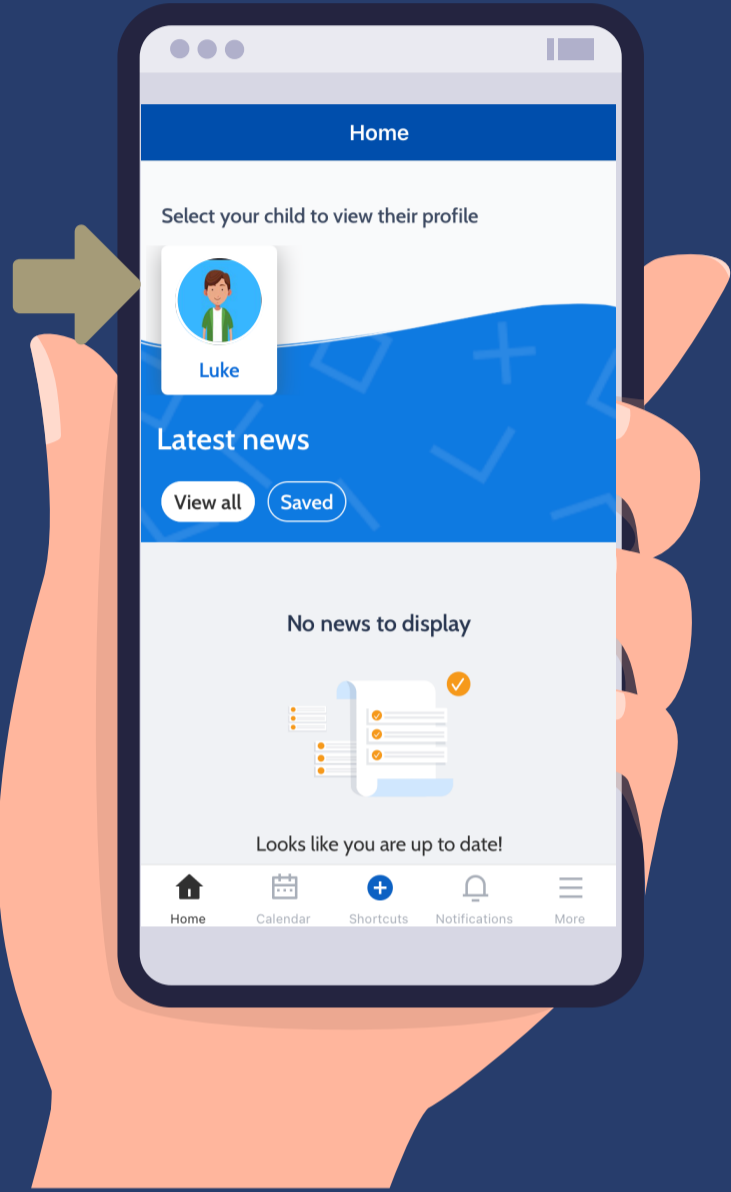 Home
Select your child to view their profile
Luke
Latest news
View all
Saved
No news to display
Looks like you are up to date!
Home
Calendar
Shortcuts
Notifications
More